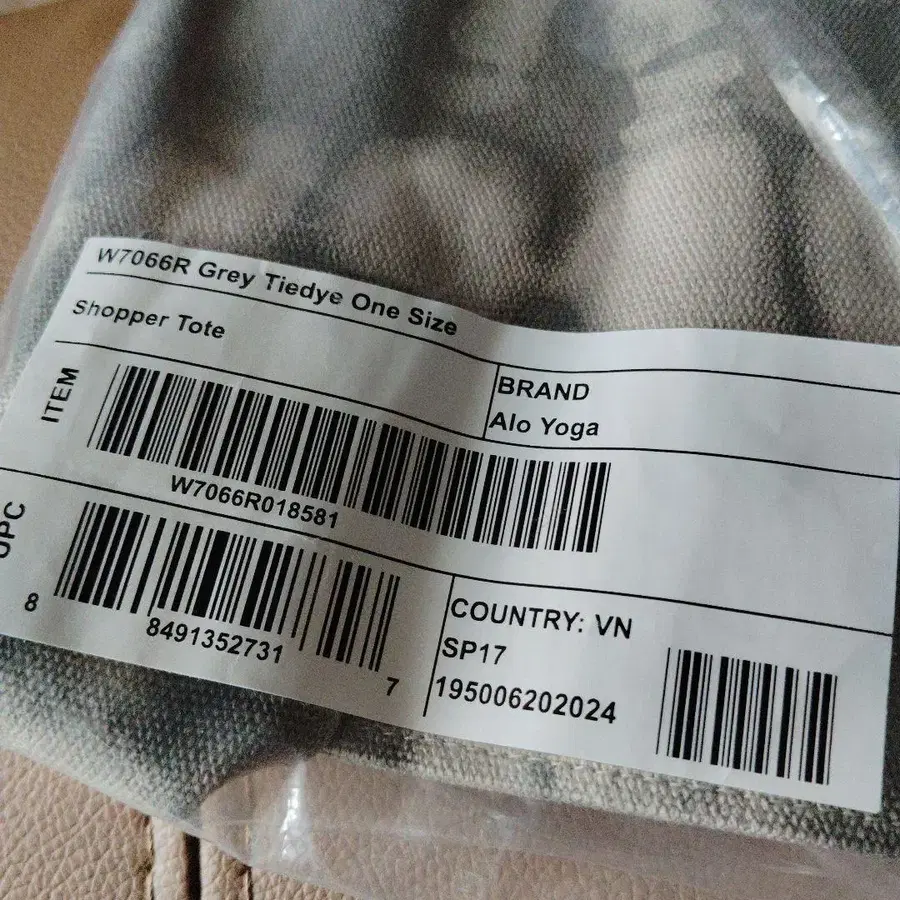 W7066R Grey Tiedye One Size
Shopper Tote
BRAND
Alo Yoga
ITEM
W7066R018581
UPC
8 8491352731 7
COUNTRY: VN
SP17
195006202024